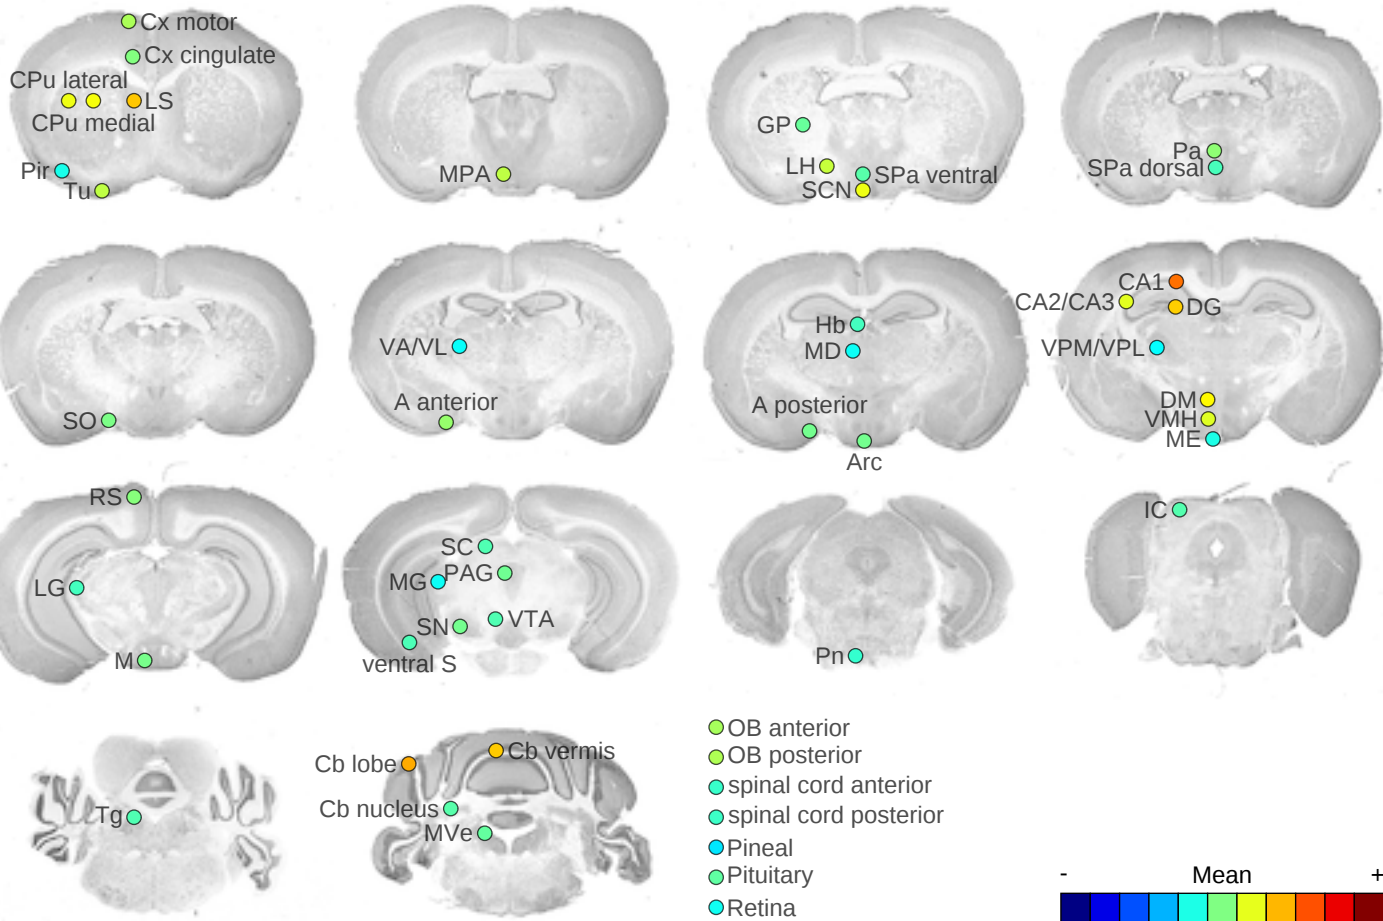 Cx motor
Cx cingulate
CPu lateral
LS
CPu medial
Pir
Tu
MPA
GP
LH
SPa ventral
SCN
Pa
SPa dorsal
SO
VA/VL
A anterior
Hb
MD
A posterior
Arc
CA1
CA2/CA3
DG
VPM/VPL
DM
VMH
ME
RS
LG
M
SC
MG
PAG
SN
VTA
ventral S
Pn
IC
Tg
Cb lobe
Cb vermis
Cb nucleus
MVe
OB anterior
OB posterior
spinal cord anterior
spinal cord posterior
Pineal
Pituitary
Retina
- Mean +